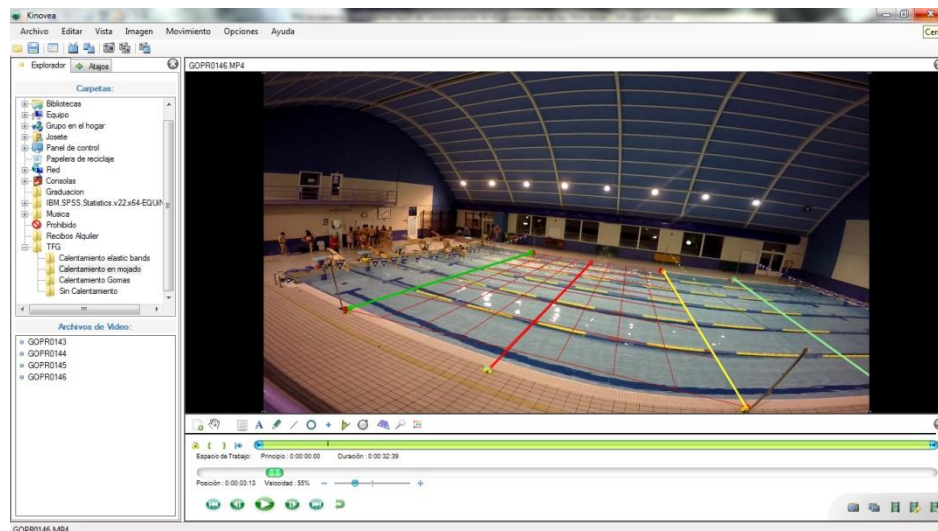 Kinovea
Archivo Editar Vista Imagen Movimiento Opciones Ayuda
Cer
Explorador Atajos
GOPR0146.MP4
Carpetas:
Bibliotecas
Equipo
Grupo en el hogar
Josete
Panel de control
Papelera de reciclaje
Red
Consolas
Graduacion
IBM.SPSS.Statistics.v22.x64-EQUiN
Musica
Prohibido
Recibos Alquiler
TFG
Calentamiento elastic bands
Calentamiento en mojado
Calentamiento Gomas
Sin Calentamiento
Archivos de Video:
GOPR0143
GOPR0144
GOPR0145
GOPR0146
Espacio de Trabajo: Principio : 0:00:00:00 Duración : 0:00:32:39
Posición : 0:00:03:13 Velocidad : 55%
GOPR0146.MP4